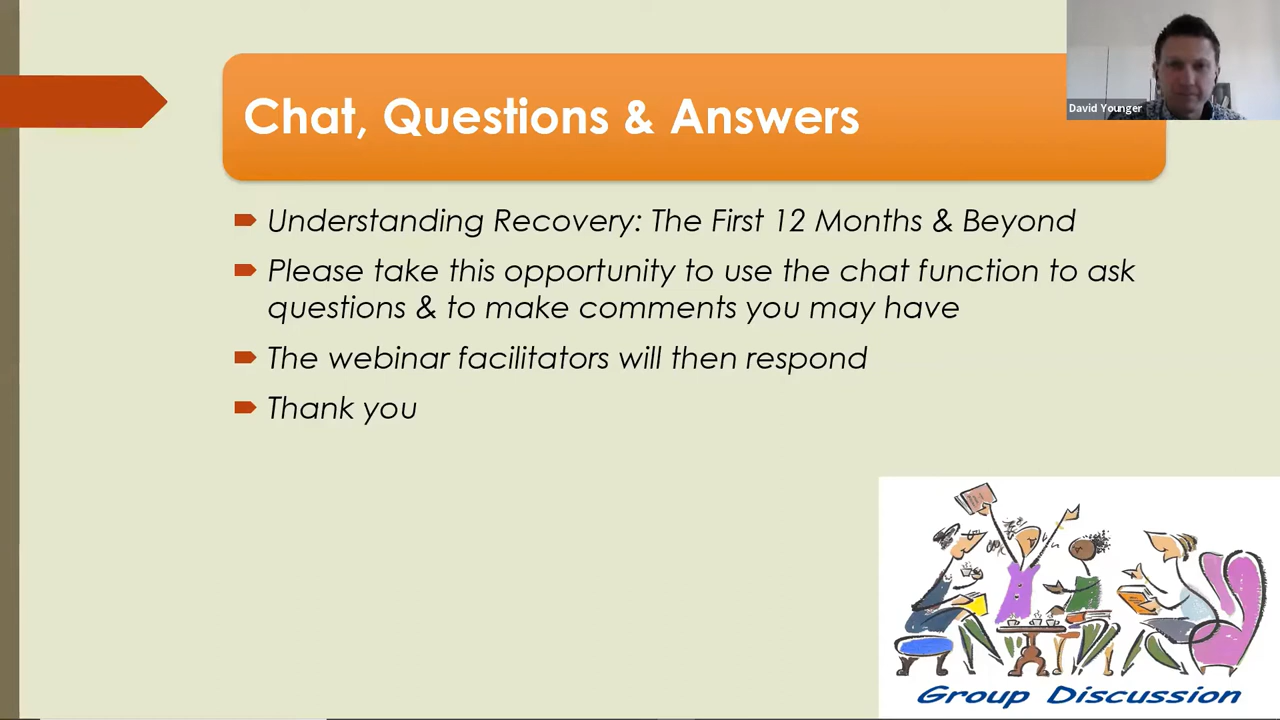 Chat, Questions & Answers
David Younger
Understanding Recovery: The First 12 Months & Beyond
Please take this opportunity to use the chat function to ask
questions & to make comments you may have
The webinar facilitators will then respond
Thank you
Group Discussion